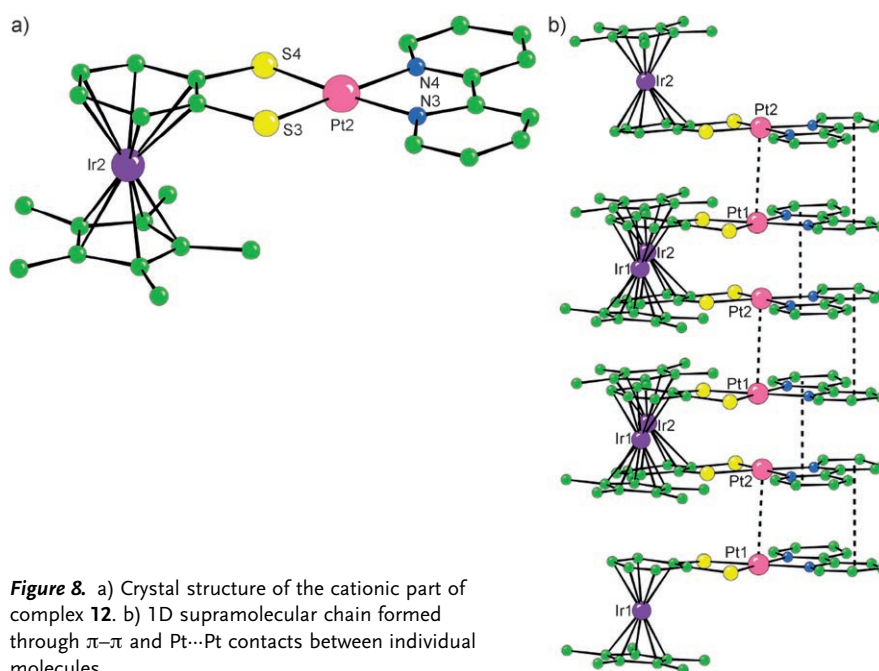 a)
S4
N4
N3
S3
Pt2
Ir2
b)
Ir2
Pt2
Pt1
Ir2
Ir1
Pt2
Pt1
Ir2
Ir1
Pt2
Pt1
Ir1
Figure 8. a) Crystal structure of the cationic part of
complex 12. b) 1D supramolecular chain formed
through π–π and Pt···Pt contacts between individual
molecules